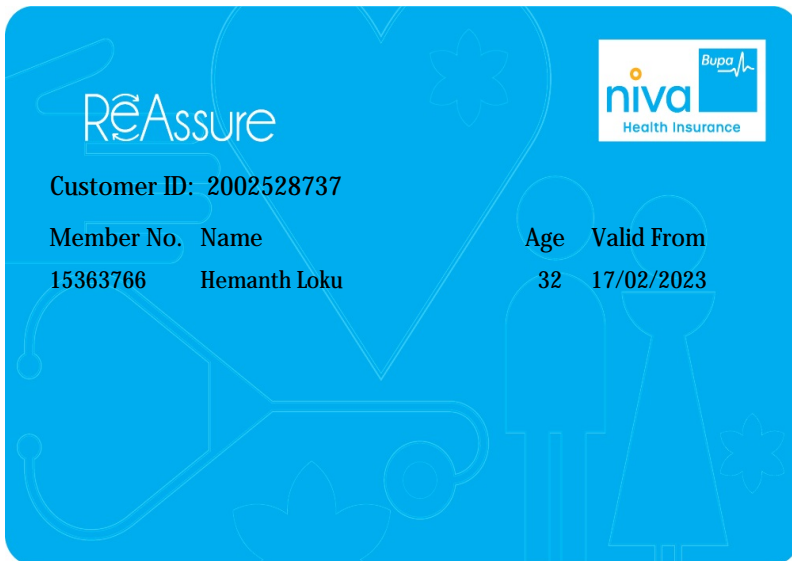 ReAssure
Bupa
niva
Health Insurance
Customer ID: 2002528737
Member No. Name Age Valid From
15363766 Hemanth Loku 32 17/02/2023